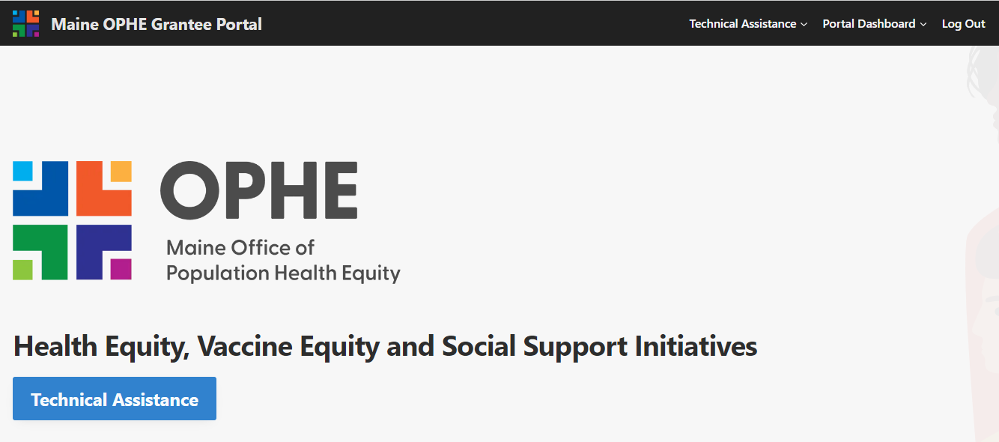 Maine OPHE Grantee Portal
Technical Assistance
Portal Dashboard
Log Out
OPHE
Maine Office of
Population Health Equity
Health Equity, Vaccine Equity and Social Support Initiatives
Technical Assistance